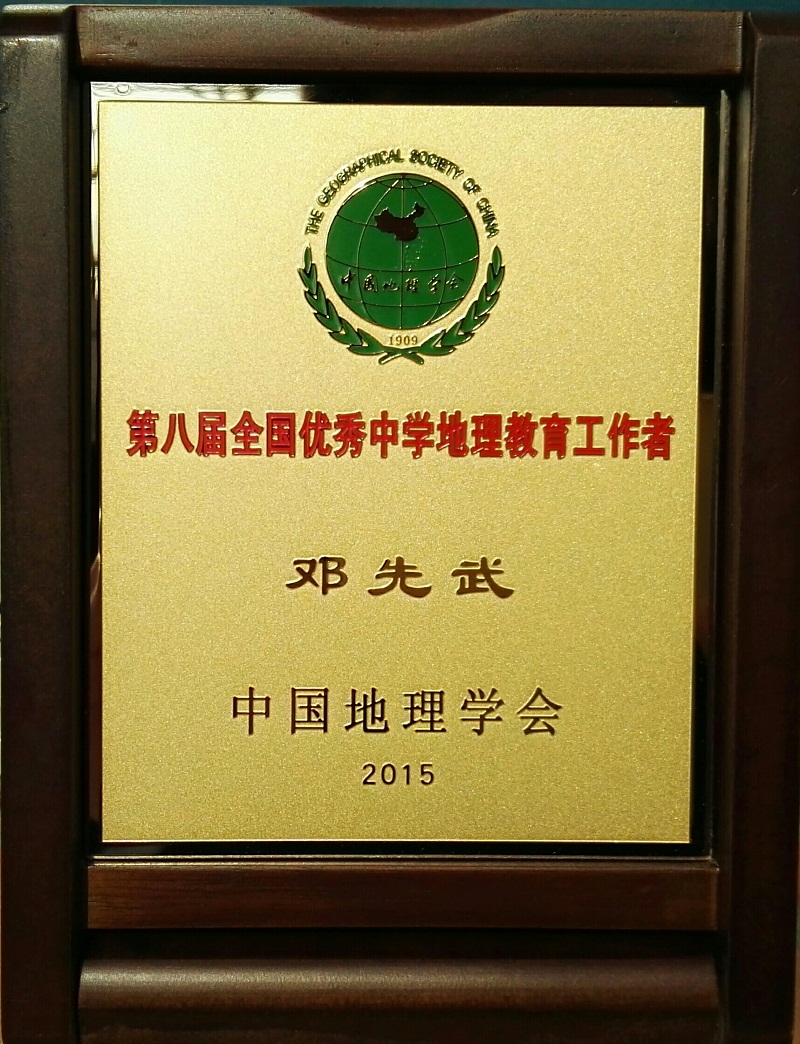 THE GEOGRAPHICAL SOCIETY OF CHINA
中国地理学会
1909
第八届全国优秀中学地理教育工作者
邓先武
中国地理学会
2015